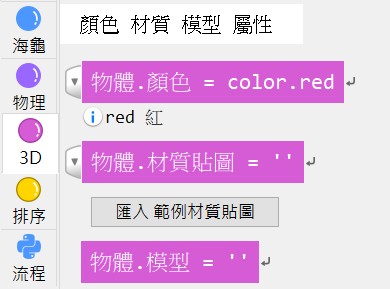 海龜
物理
3D
排序
流程
顏色 材質 模型 屬性
物體.顏色 = color.red
red 紅
物體.材質貼圖 = ''
匯入 範例材質貼圖
物體.模型 = ''